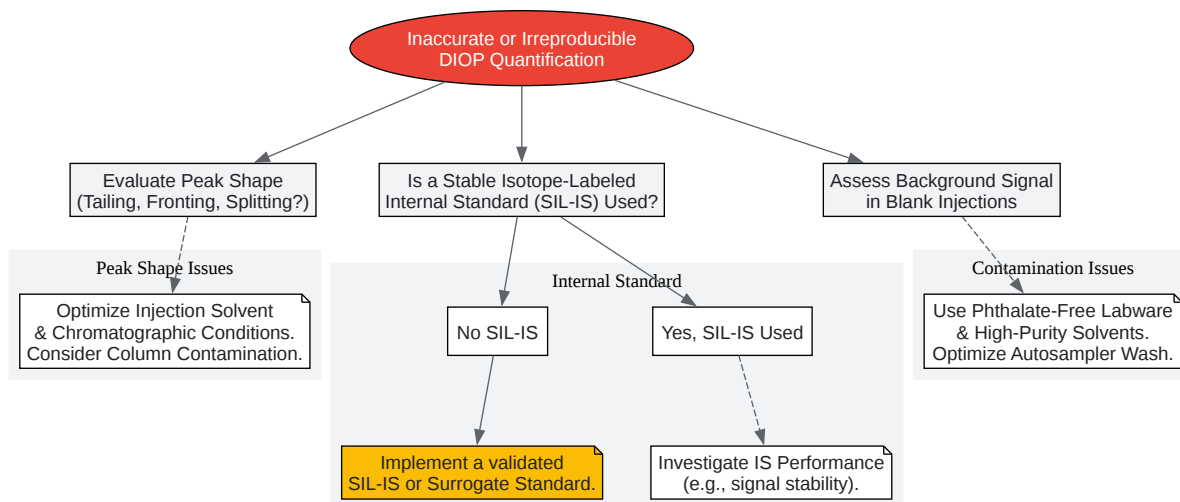 Inaccurate or Irreproducible
DIOP Quantification
Evaluate Peak Shape
(Tailing, Fronting, Splitting?)
Is a Stable Isotope-Labeled
Internal Standard (SIL-IS) Used?
Assess Background Signal
in Blank Injections
Peak Shape Issues
Optimize Injection Solvent
& Chromatographic Conditions.
Consider Column Contamination.
Internal Standard
No SIL-IS
Yes, SIL-IS Used
Implement a validated
SIL-IS or Surrogate Standard.
Investigate IS Performance
(e.g., signal stability).
Contamination Issues
Use Phthalate-Free Labware
& High-Purity Solvents.
Optimize Autosampler Wash.